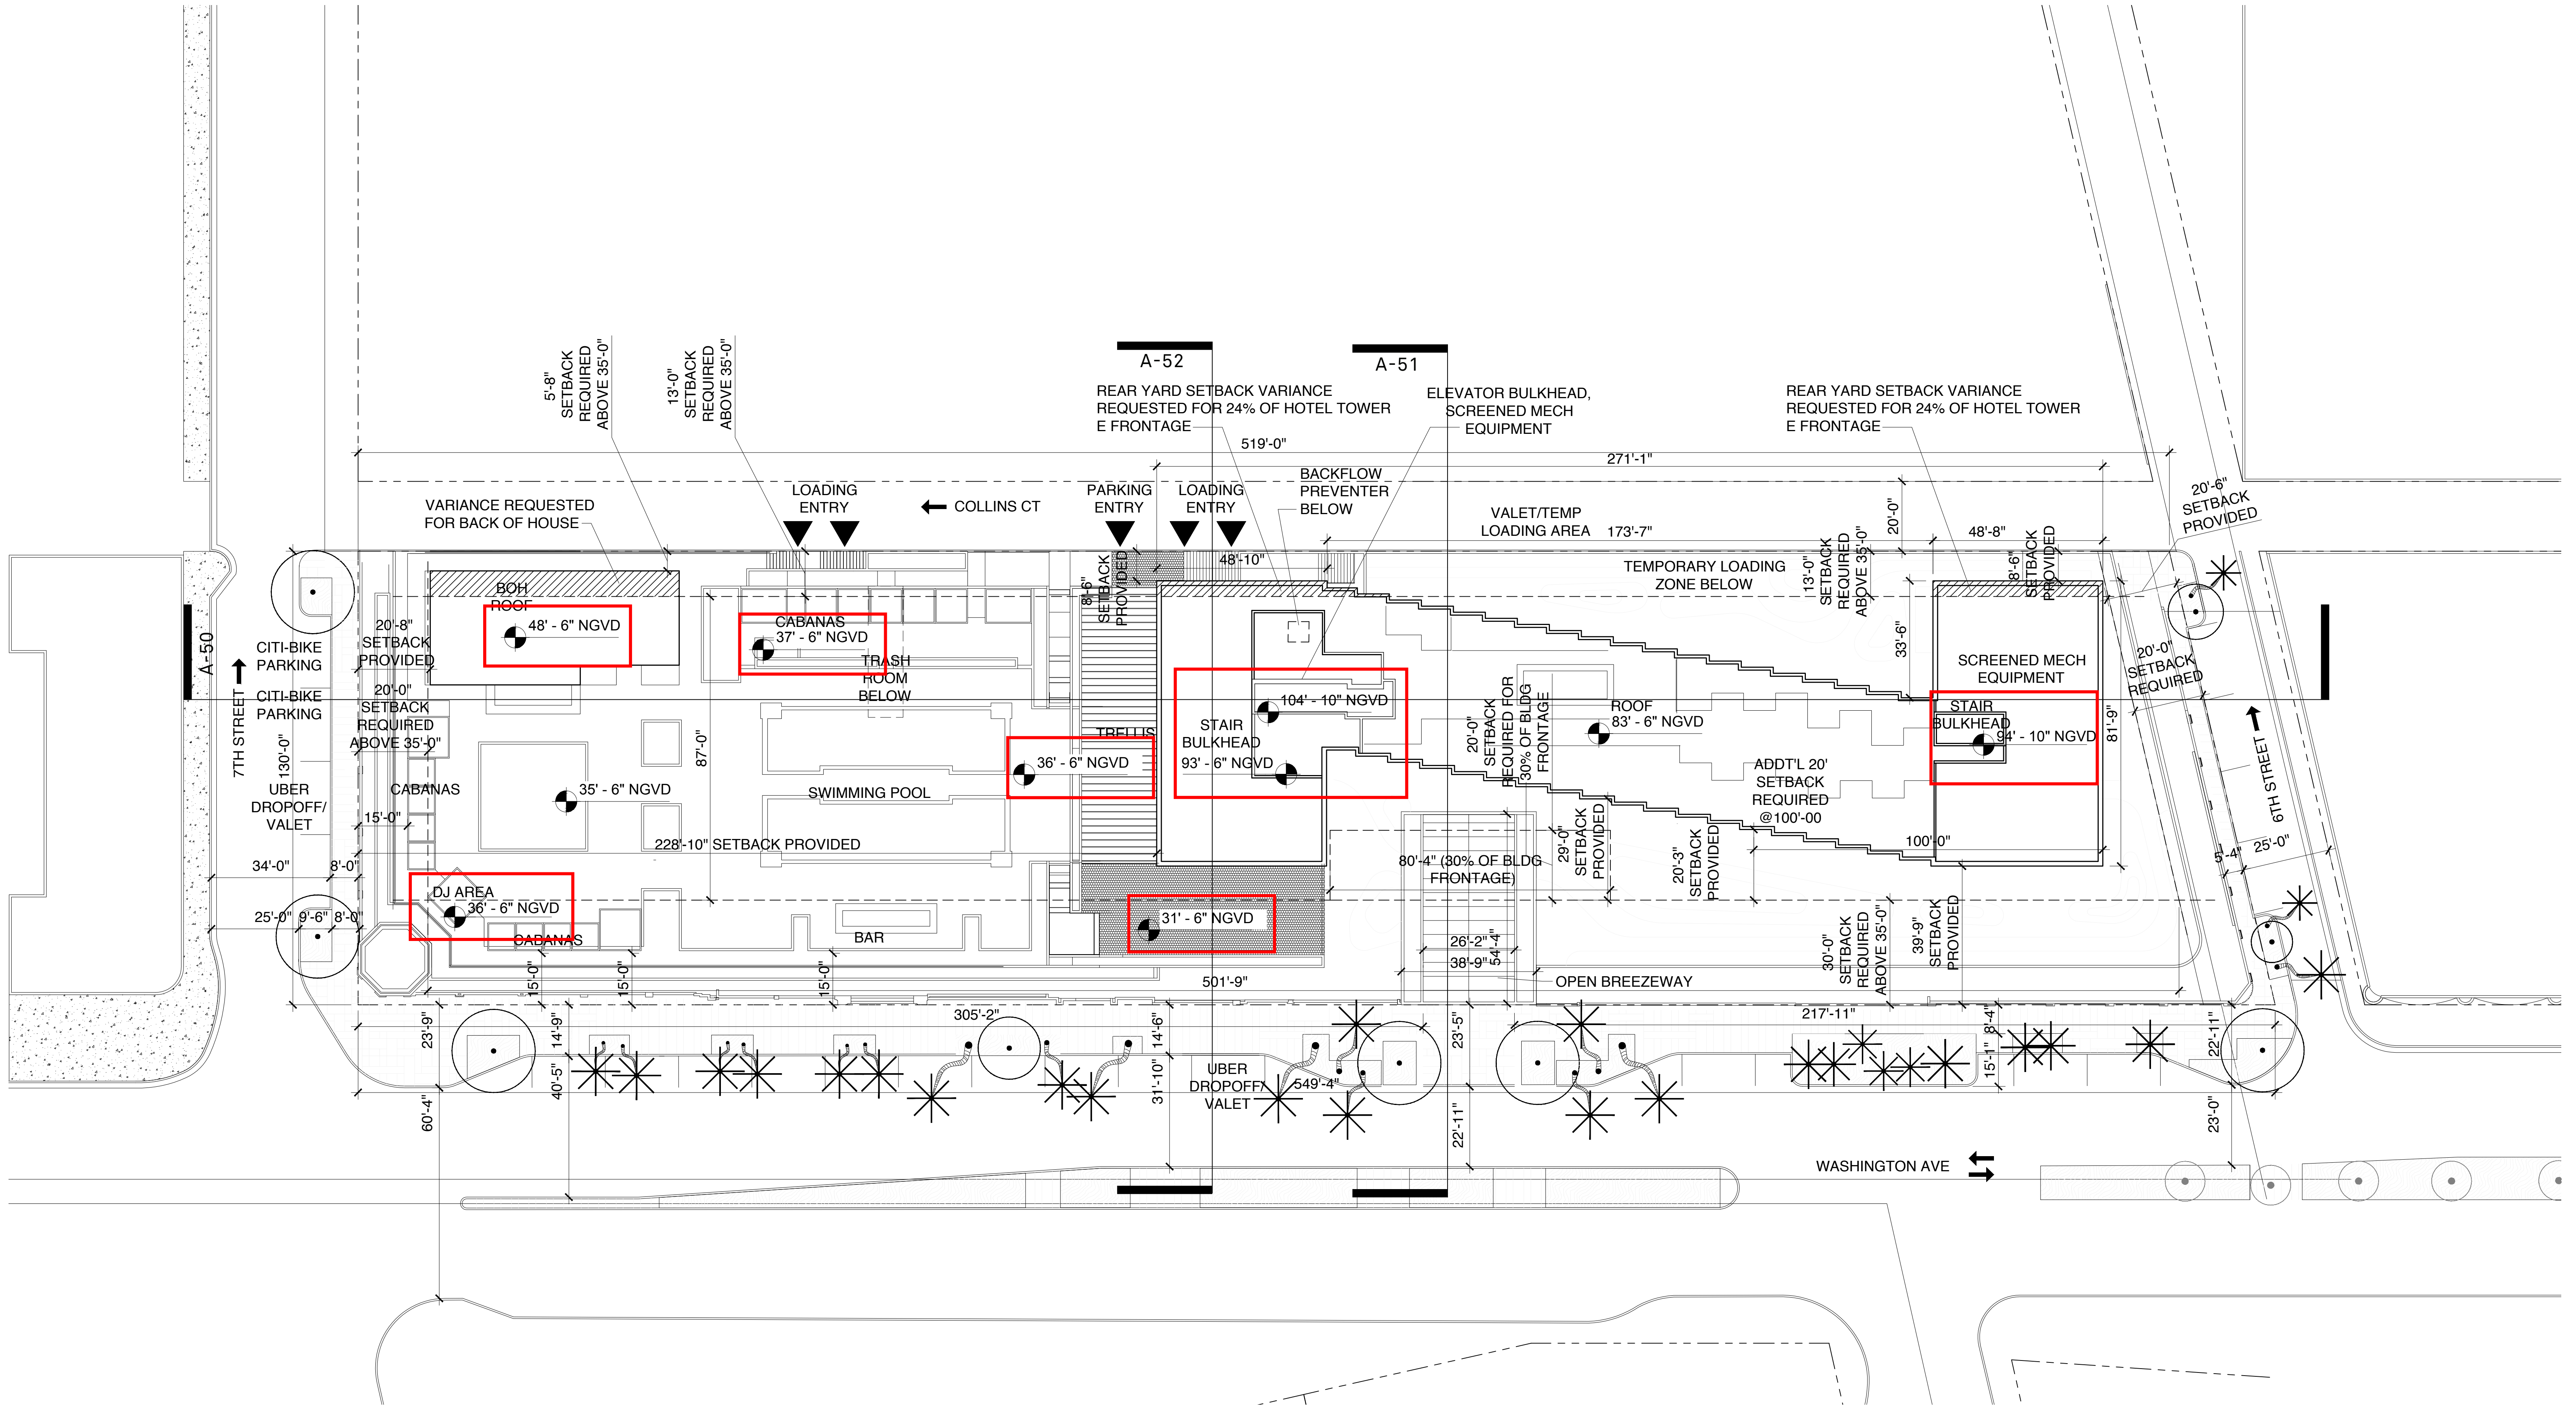 5'-8"
SETBACK
REQUIRED
ABOVE 35'-0"
13'-0"
SETBACK
REQUIRED
ABOVE 35'-0"
A-52
A-51
REAR YARD SETBACK VARIANCE
REQUESTED FOR 24% OF HOTEL TOWER
E FRONTAGE
ELEVATOR BULKHEAD,
SCREENED MECH
EQUIPMENT
REAR YARD SETBACK VARIANCE
REQUESTED FOR 24% OF HOTEL TOWER
E FRONTAGE
519'-0"
271'-1"
BACKFLOW
PREVENTER
BELOW
VARIANCE REQUESTED
FOR BACK OF HOUSE
LOADING
ENTRY
COLLINS CT
PARKING
ENTRY
LOADING
ENTRY
VALET/TEMP
LOADING AREA
173'-7"
20'-0"
48'-8"
20'-6"
SETBACK
PROVIDED
48'-10"
8'-6"
SETBACK
PROVIDED
TEMPORARY LOADING
ZONE BELOW
13'-0"
SETBACK
REQUIRED
ABOVE 35'-0"
8'-6"
SETBACK
PROVIDED
BOH
ROOF
48' - 6" NGVD
CABANAS
37' - 6" NGVD
TRASH
ROOM
BELOW
A-50
7TH STREET
CITI-BIKE
PARKING
CITI-BIKE
PARKING
20'-8"
SETBACK
PROVIDED
20'-0"
SETBACK
REQUIRED
ABOVE 35'-0"
130'-0"
87'-0"
33'-6"
SCREENED MECH
EQUIPMENT
20'-0"
SETBACK
REQUIRED
STAIR
BULKHEAD
94' - 10" NGVD
81'-9"
6TH STREET
104' - 10" NGVD
STAIR
BULKHEAD
93' - 6" NGVD
TRELLIS
36' - 6" NGVD
20'-0"
SETBACK
REQUIRED FOR
30% OF BLDG
FRONTAGE
ROOF
83' - 6" NGVD
ADDT'L 20'
SETBACK
REQUIRED
@100'-00
UBER
DROPOFF/
VALET
CABANAS
35' - 6" NGVD
SWIMMING POOL
15'-0"
228'-10" SETBACK PROVIDED
29'-0"
SETBACK
PROVIDED
20'-3"
SETBACK
PROVIDED
100'-0"
5'-4"
25'-0"
80'-4" (30% OF BLDG
FRONTAGE)
34'-0"
8'-0"
DJ AREA
36' - 6" NGVD
25'-0"
9'-6"
8'-0"
CABANAS
BAR
31' - 6" NGVD
26'-2"
38'-9"
54'-4"
30'-0"
SETBACK
REQUIRED
ABOVE 35'-0"
39'-9"
SETBACK
PROVIDED
15'-0"
15'-0"
15'-0"
501'-9"
OPEN BREEZEWAY
305'-2"
217'-11"
23'-9"
14'-9"
14'-6"
23'-5"
8'-4"
22'-11"
40'-5"
31'-10"
UBER
DROPOFF/
VALET
549'-4"
15'-1"
60'-4"
22'-11"
23'-0"
WASHINGTON AVE